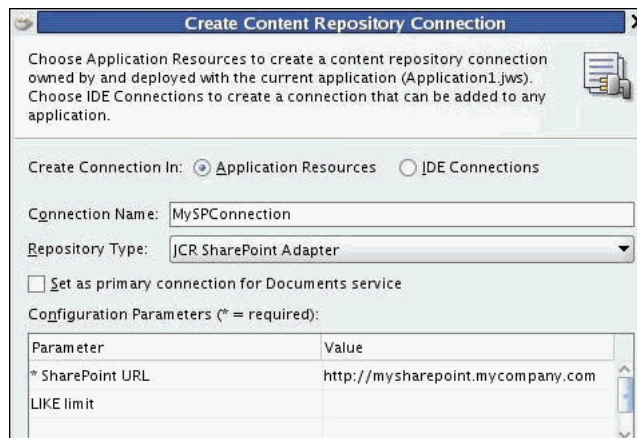 Create Content Repository Connection
Choose Application Resources to create a content repository connection
owned by and deployed with the current application (Application1.jws).
Choose IDE Connections to create a connection that can be added to any
application.
Create Connection In: Application Resources IDE Connections
Connection Name: MySPConnection
Repository Type: JCR SharePoint Adapter
Set as primary connection for Documents service
Configuration Parameters (* = required):
Parameter Value
* SharePoint URL http://mysharepoint.mycompany.com
LIKE limit